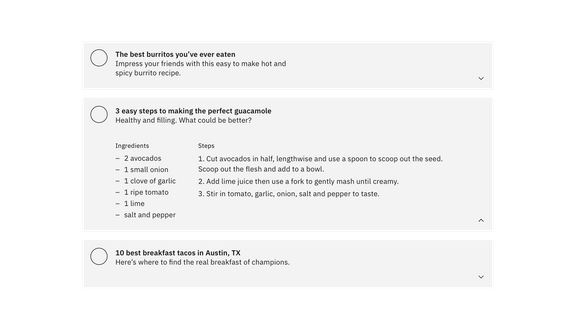 The best burritos you’ve ever eaten
Impress your friends with this easy to make hot and
spicy burrito recipe.
3 easy steps to making the perfect guacamole
Healthy and filling. What could be better?
Ingredients
– 2 avocados
– 1 small onion
– 1 clove of garlic
– 1 ripe tomato
– 1 lime
– salt and pepper
Steps
1. Cut avocados in half, lengthwise and use a spoon to scoop out the seed.
Scoop out the flesh and add to a bowl.
2. Add lime juice then use a fork to gently mash until creamy.
3. Stir in tomato, garlic, onion, salt and pepper to taste.
10 best breakfast tacos in Austin, TX
Here’s where to find the real breakfast of champions.